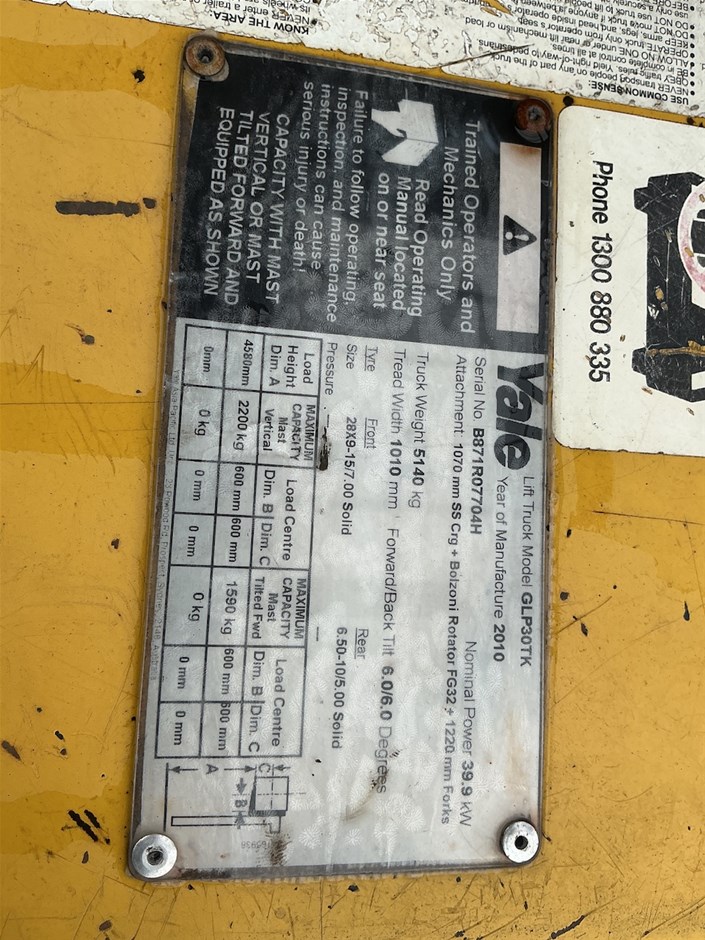 Trained Operators and
Mechanics Only
Read Operating
Manual located
on or near seat
Failure to follow operating,
inspection, and maintenance
instructions can cause
serious injury or death!
CAPACITY WITH MAST
VERTICAL OR MAST
TILTED FORWARD AND
EQUIPPED AS SHOWN
Yale Lift Truck Model GLP30TK
Year of Manufacture 2010
Serial No B871R07704H Nominal Power 39.9 kW
Attachment 1070 mm SS Crg + Bolzoni Rotator FG32 + 1220 mm Forks
Truck Weight 5140 kg
Tread Width 1010 mm Forward/Back Tilt 6.0/6.0 Degrees
Tyre Front Rear
Size 28X9-15/7.00 Solid 6.50-10/5.00 Solid
Pressure
Load Height Dim. A MAXIMUM CAPACITY Mast Vertical Load Centre Dim. B Dim. C MAXIMUM CAPACITY Mast Tilted Fwd Load Centre Dim. B Dim. C
4580mm 2200 kg 600 mm 600 mm 1590 kg 600 mm 600 mm
0mm 0 kg 0 mm 0 mm 0 kg 0 mm 0 mm
A
B
C
Phone 1300 880 335
KNOW THE AREA
USE COMMON SENSE: